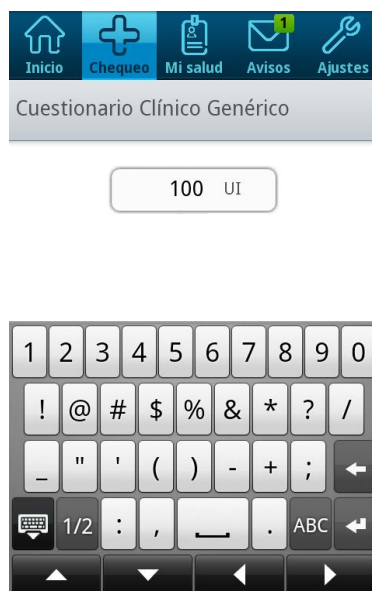 1
Inicio Chequeo Mi salud Avisos Ajustes
Cuestionario Clínico Genérico
100 UI
1 2 3 4 5 6 7 8 9 0
! @ # $ % & * ? /
_ " ' ( ) - + ;
1/2 : , . ABC